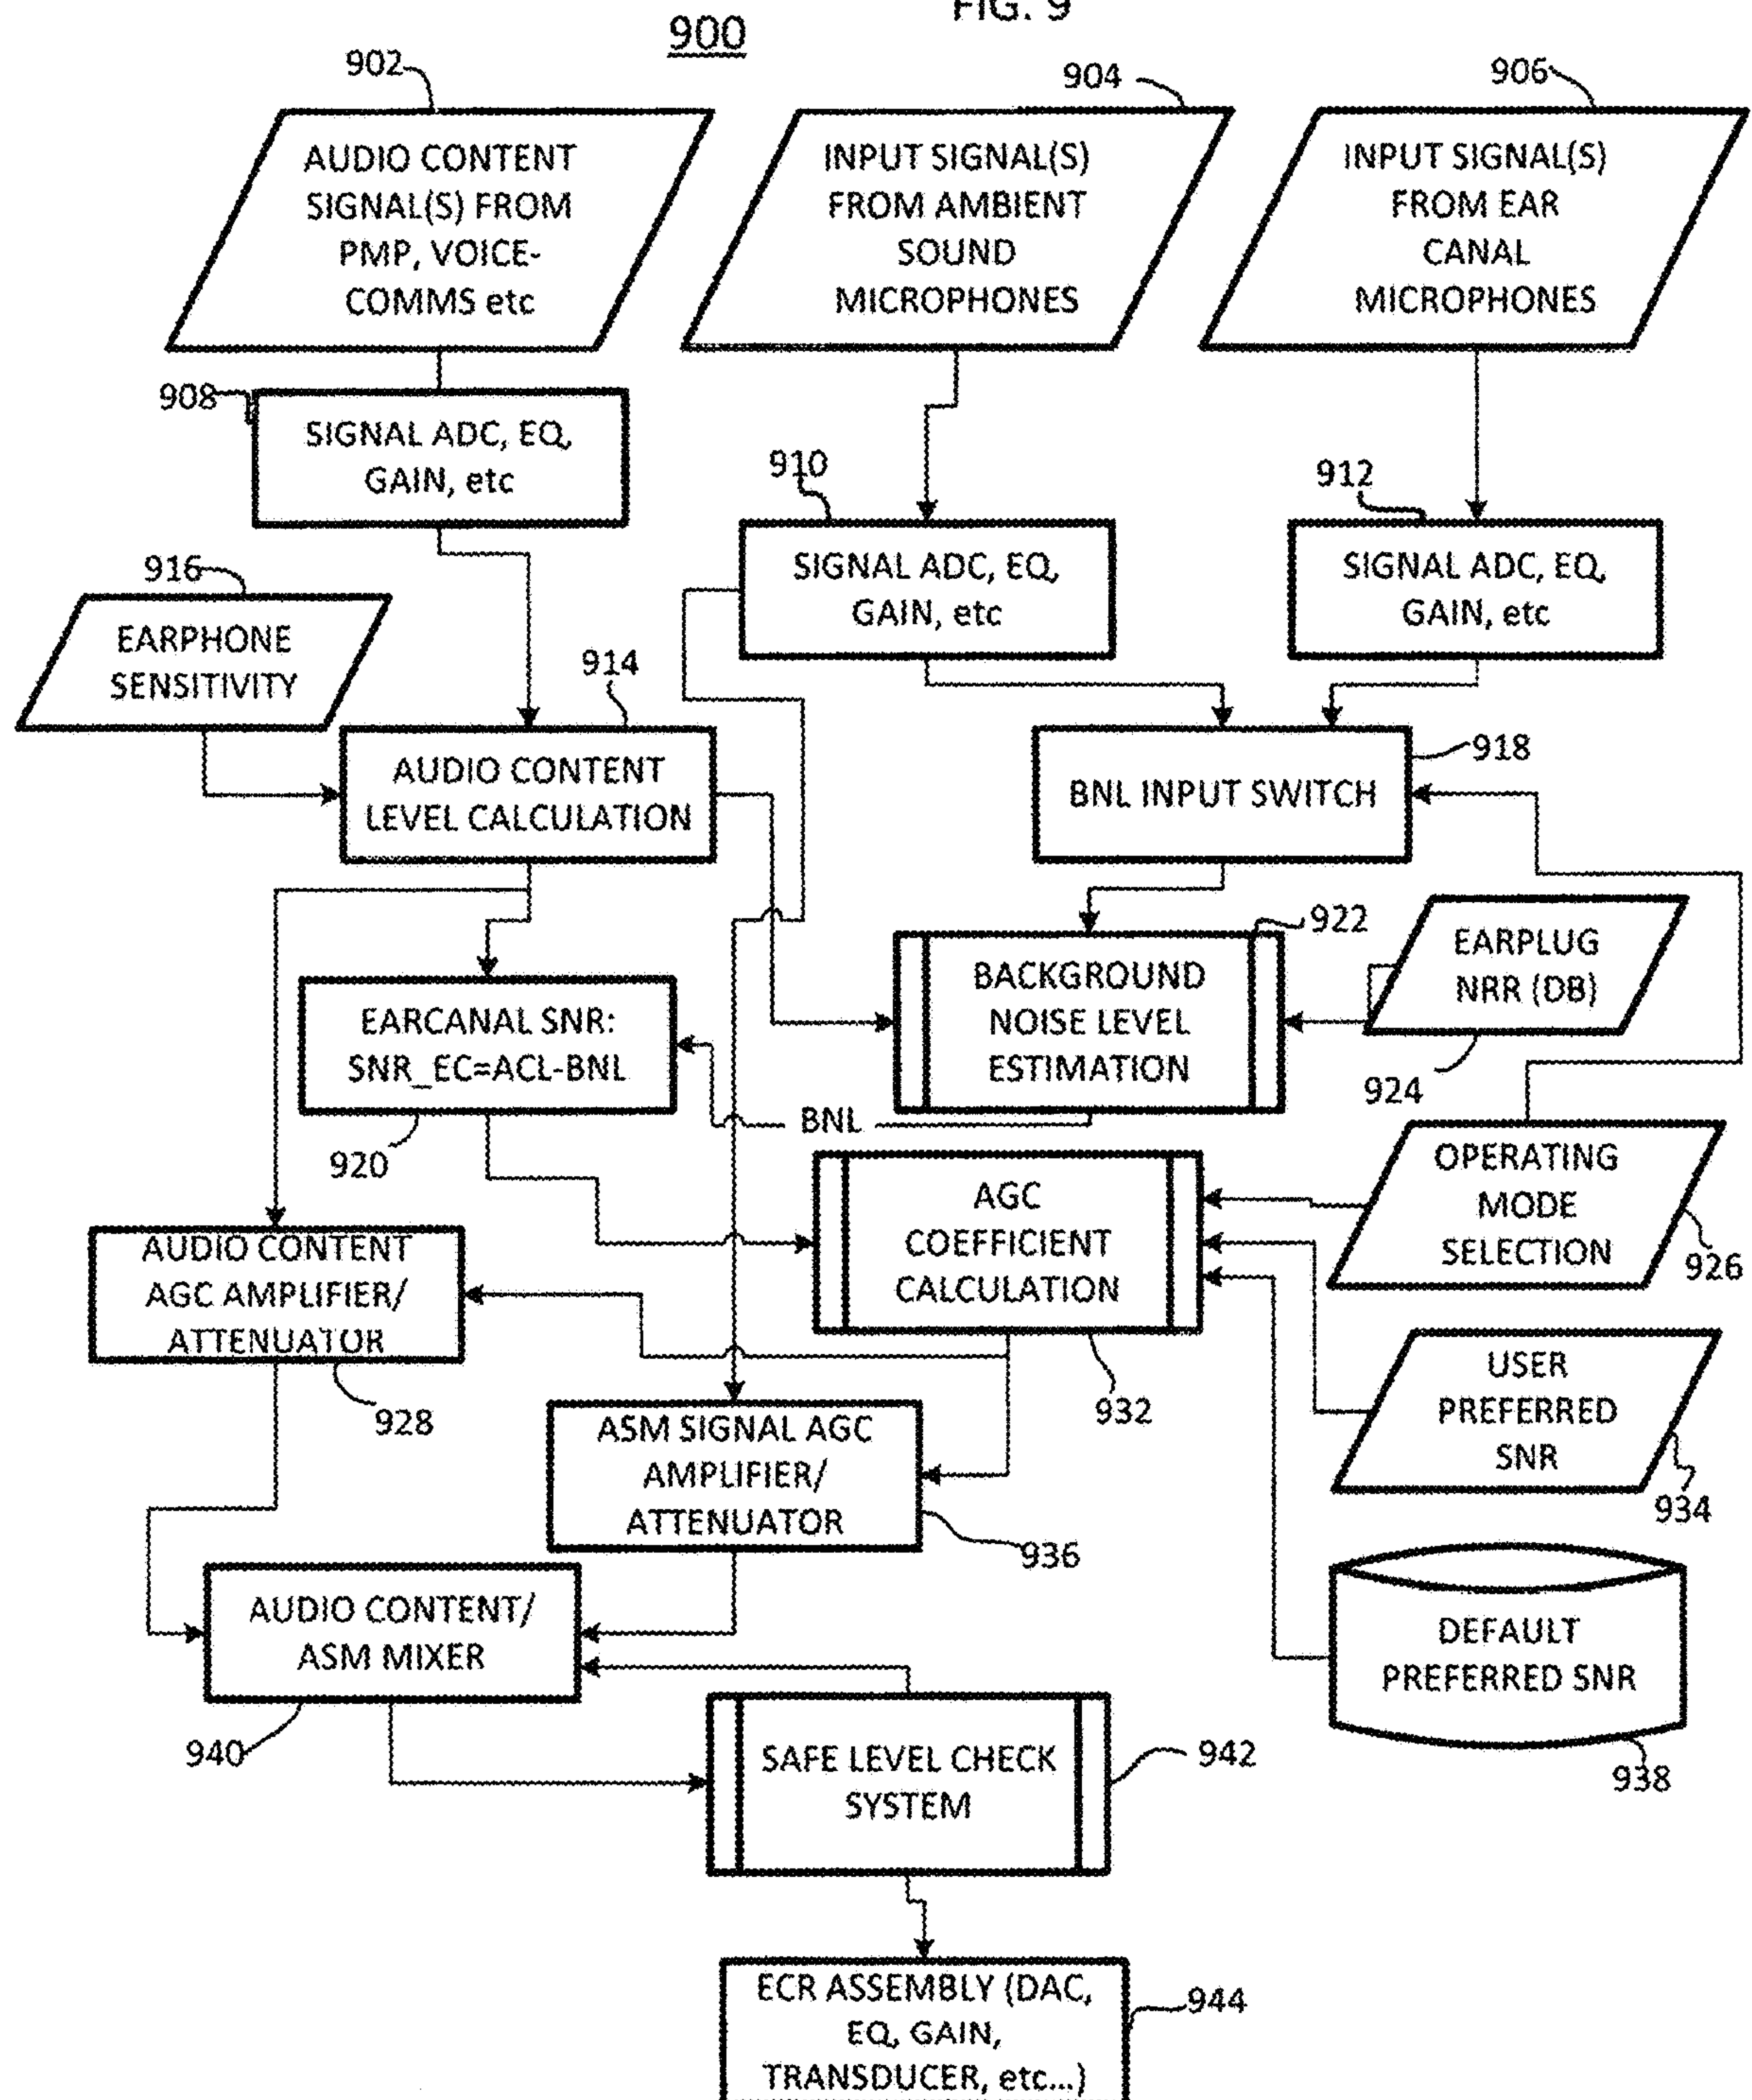 FIG. 9
900
902
904
906
AUDIO CONTENT
SIGNAL(S) FROM
PMP, VOICE-
COMMS etc
INPUT SIGNAL(S)
FROM AMBIENT
SOUND
MICROPHONES
INPUT SIGNAL(S)
FROM EAR
CANAL
MICROPHONES
908
SIGNAL ADC, EQ,
GAIN, etc
910
SIGNAL ADC, EQ,
GAIN, etc
912
SIGNAL ADC, EQ,
GAIN, etc
916
EARPHONE
SENSITIVITY
914
AUDIO CONTENT
LEVEL CALCULATION
918
BNL INPUT SWITCH
922
BACKGROUND
NOISE LEVEL
ESTIMATION
EARPLUG
NRR (DB)
924
EARCANAL SNR:
SNR_EC=ACL-BNL
920
BNL
AGC
COEFFICIENT
CALCULATION
932
OPERATING
MODE
SELECTION
926
AUDIO CONTENT
AGC AMPLIFIER/
ATTENUATOR
928
USER
PREFERRED
SNR
934
ASM SIGNAL AGC
AMPLIFIER/
ATTENUATOR
936
AUDIO CONTENT/
ASM MIXER
940
DEFAULT
PREFERRED SNR
938
SAFE LEVEL CHECK
SYSTEM
942
ECR ASSEMBLY (DAC,
EQ, GAIN,
TRANSDUCER, etc...)
944